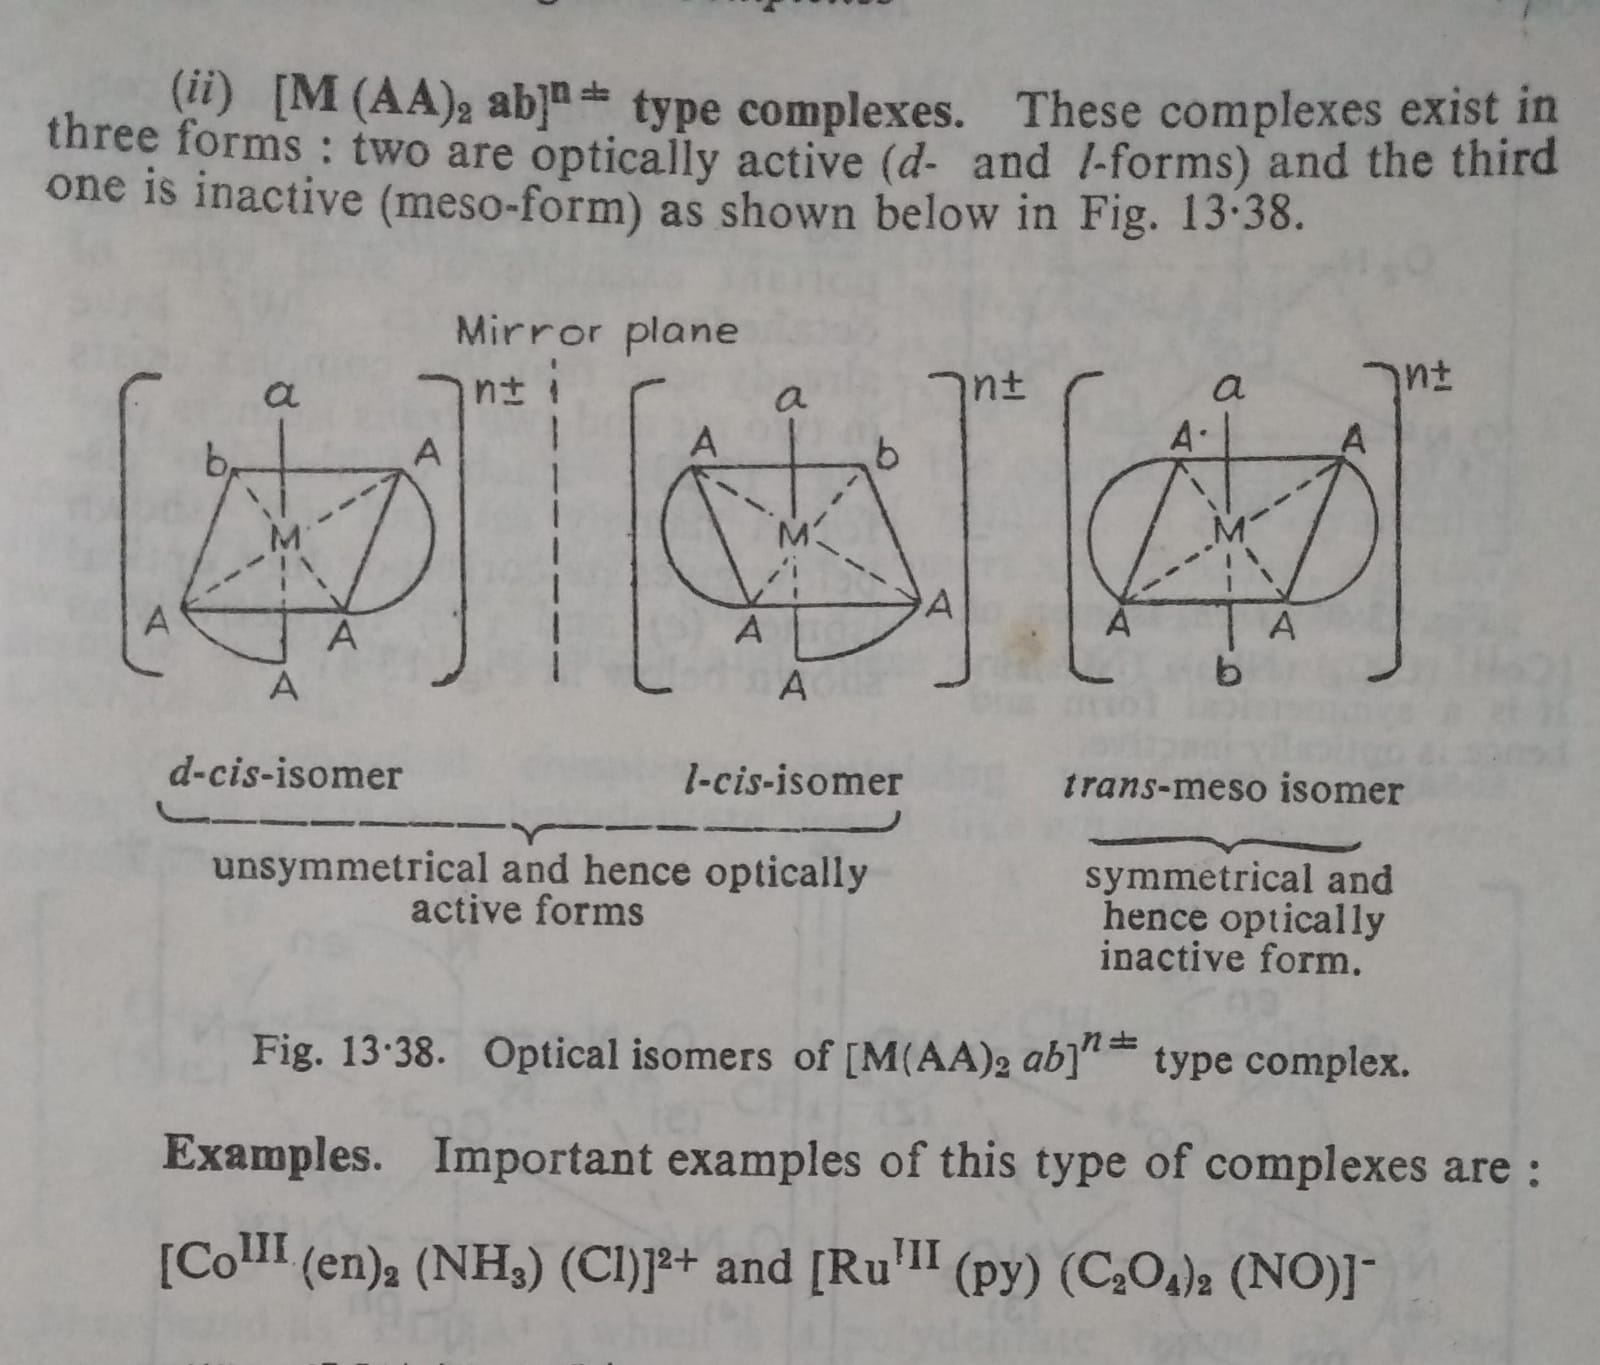 (ii) [M (AA)₂ ab]ⁿ± type complexes. These complexes exist in
three forms : two are optically active (d- and l-forms) and the third
one is inactive (meso-form) as shown below in Fig. 13·38.
Mirror plane
a a a
n± n± n±
b A A b A A
M M M
A A A A A A
A A b
d-cis-isomer l-cis-isomer trans-meso isomer
unsymmetrical and hence optically
active forms
symmetrical and
hence optically
inactive form.
Fig. 13·38. Optical isomers of [M(AA)₂ ab]ⁿ± type complex.
Examples. Important examples of this type of complexes are :
[Coᴵᴵᴵ (en)₂ (NH₃) (Cl)]²⁺ and [Ruᴵᴵᴵ (py) (C₂O₄)₂ (NO)]⁻